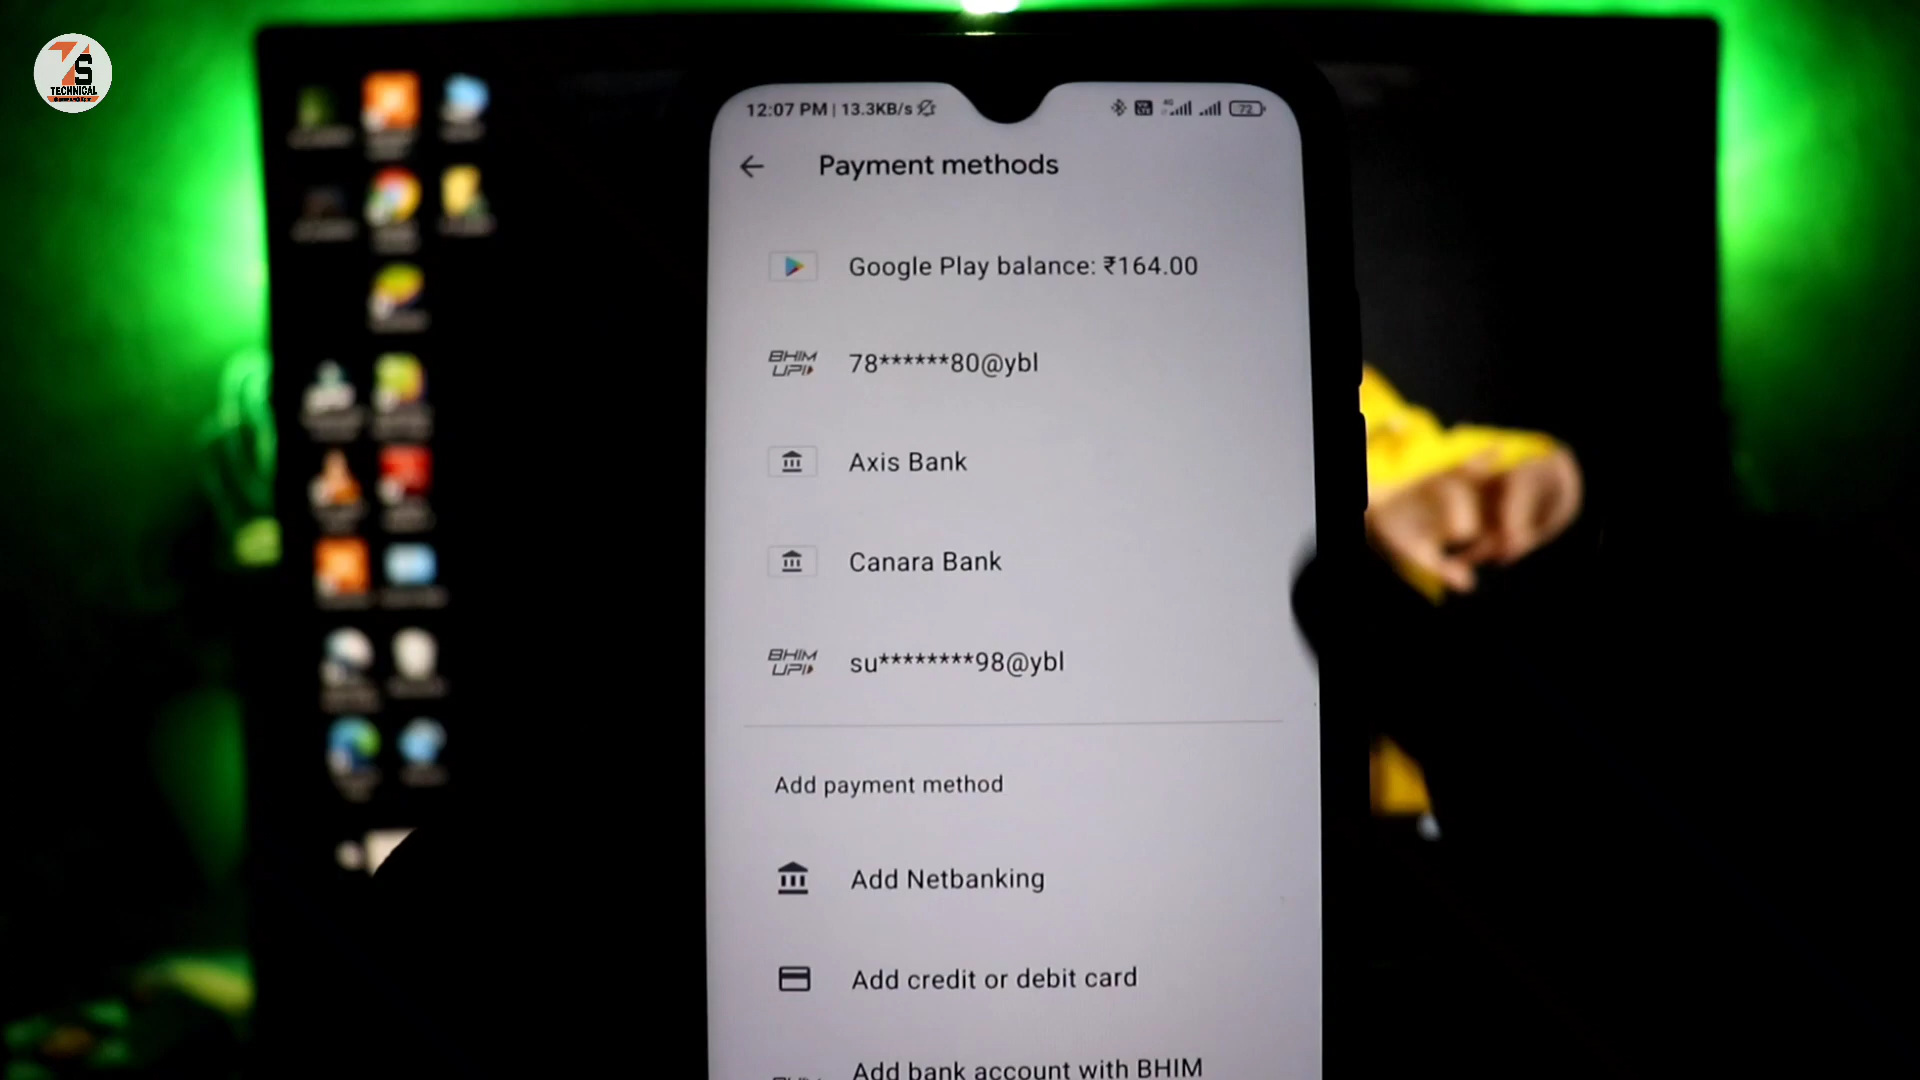 TECHNICAL
12:07 PM | 13.3KB/s
72
Payment methods
Google Play balance: ₹164.00
BHIM
UPI
78******80@ybl
Axis Bank
Canara Bank
BHIM
UPI
su********98@ybl
Add payment method
Add Netbanking
Add credit or debit card
Add bank account with BHIM